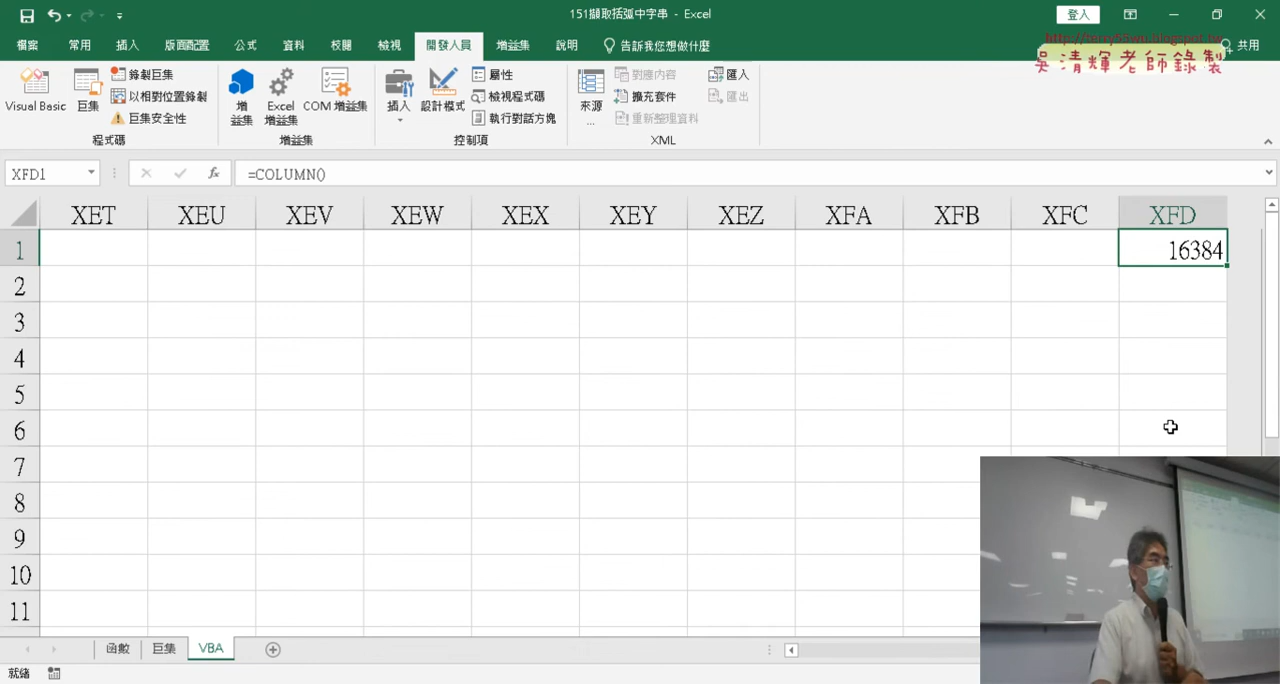 151擷取括弧中字串 - Excel
登入
http://terry55wu.blogspot.tw
吳清輝老師錄製
檔案 常用 插入 版面配置 公式 資料 校閱 檢視 開發人員 增益集 說明 告訴我您想做什麼 共用
Visual Basic 巨集 錄製巨集 以相對位置錄製 巨集安全性
增益集 Excel 增益集 COM 增益集
插入 設計模式 屬性 檢視程式碼 執行對話方塊
來源 ... 對應內容 擴充套件 重新整理資料 匯入 匯出
程式碼 增益集 控制項 XML
XFD1 fx =COLUMN()
XET XEU XEV XEW XEX XEY XEZ XFA XFB XFC XFD
1 16384
2
3
4
5
6
7
8
9
10
11
函數 巨集 VBA
就緒